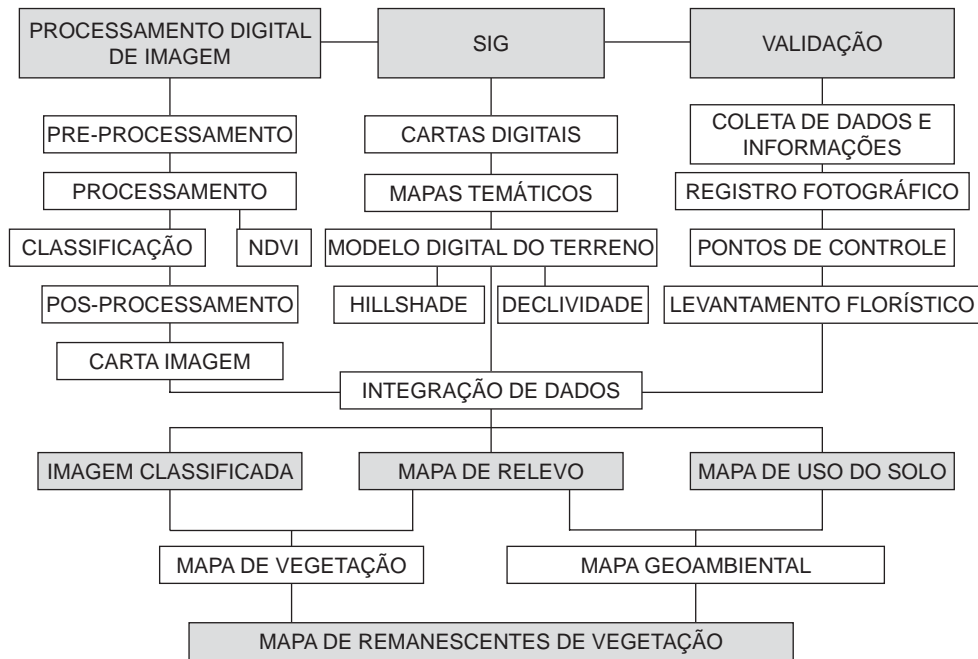 PROCESSAMENTO DIGITAL
DE IMAGEM
SIG
VALIDAÇÃO
PRE-PROCESSAMENTO
CARTAS DIGITAIS
COLETA DE DADOS E
INFORMAÇÕES
PROCESSAMENTO
MAPAS TEMÁTICOS
REGISTRO FOTOGRÁFICO
CLASSIFICAÇÃO
NDVI
MODELO DIGITAL DO TERRENO
PONTOS DE CONTROLE
POS-PROCESSAMENTO
HILLSHADE
DECLIVIDADE
LEVANTAMENTO FLORÍSTICO
CARTA IMAGEM
INTEGRAÇÃO DE DADOS
IMAGEM CLASSIFICADA
MAPA DE RELEVO
MAPA DE USO DO SOLO
MAPA DE VEGETAÇÃO
MAPA GEOAMBIENTAL
MAPA DE REMANESCENTES DE VEGETAÇÃO